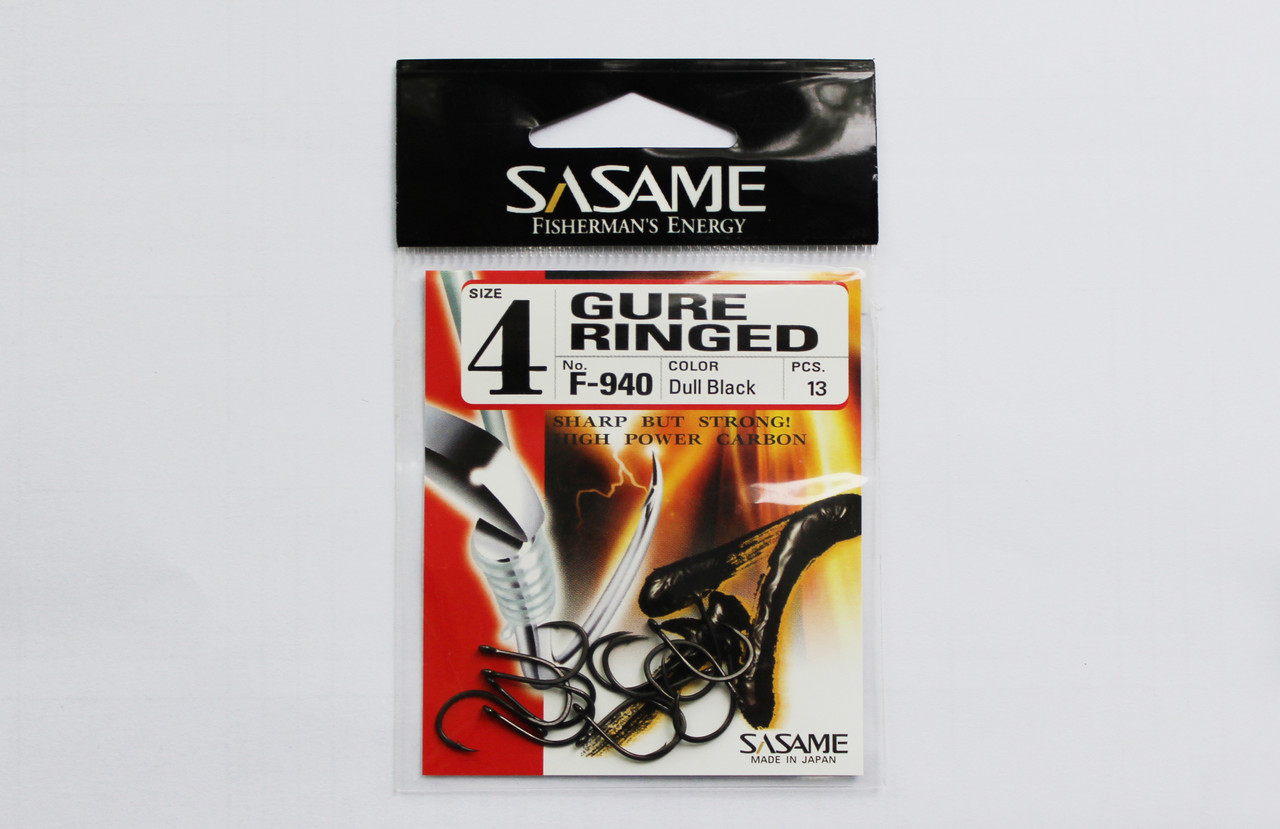 SASAME
FISHERMAN'S ENERGY
SIZE
4
GURE
RINGED
No.
F-940
COLOR
Dull Black
PCS.
13
SHARP BUT STRONG!
HIGH POWER CARBON
SASAME
MADE IN JAPAN